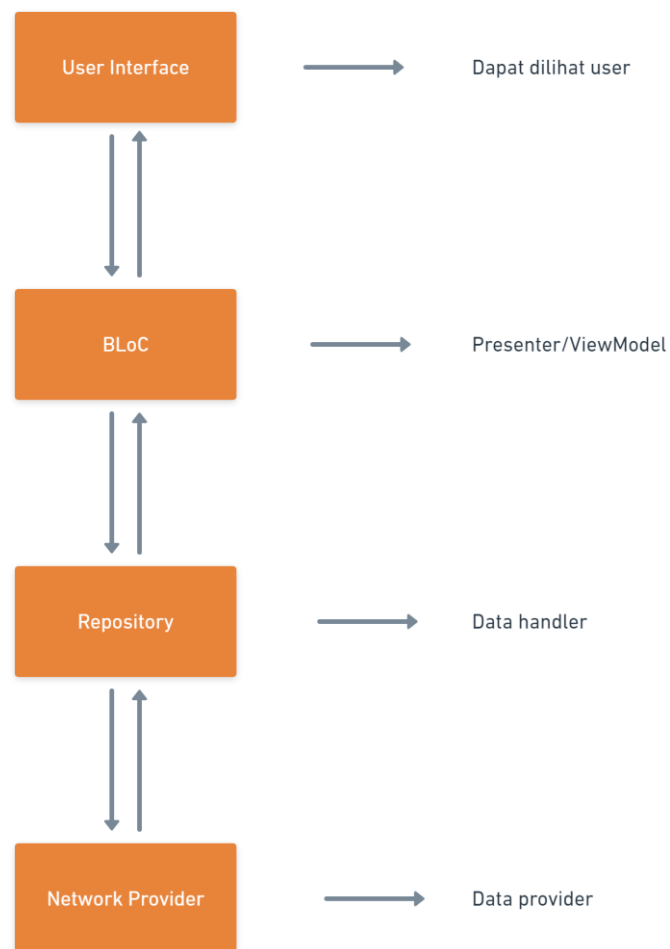 User Interface
Dapat dilihat user
BLoC
Presenter/ViewModel
Repository
Data handler
Network Provider
Data provider